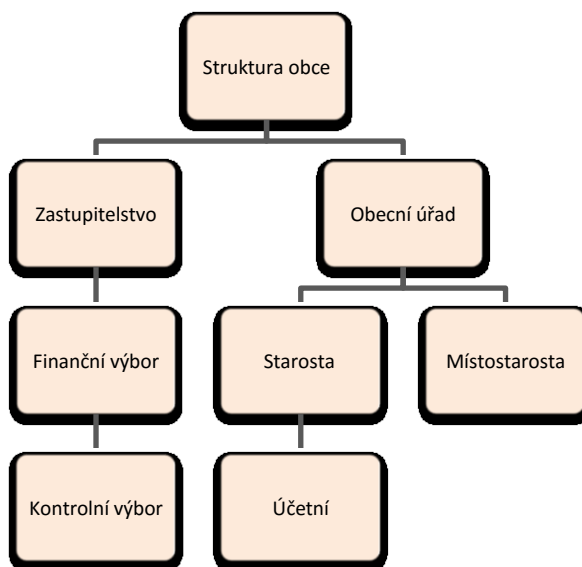 Struktura obce
Zastupitelstvo
Obecní úřad
Finanční výbor
Starosta
Místostarosta
Kontrolní výbor
Účetní